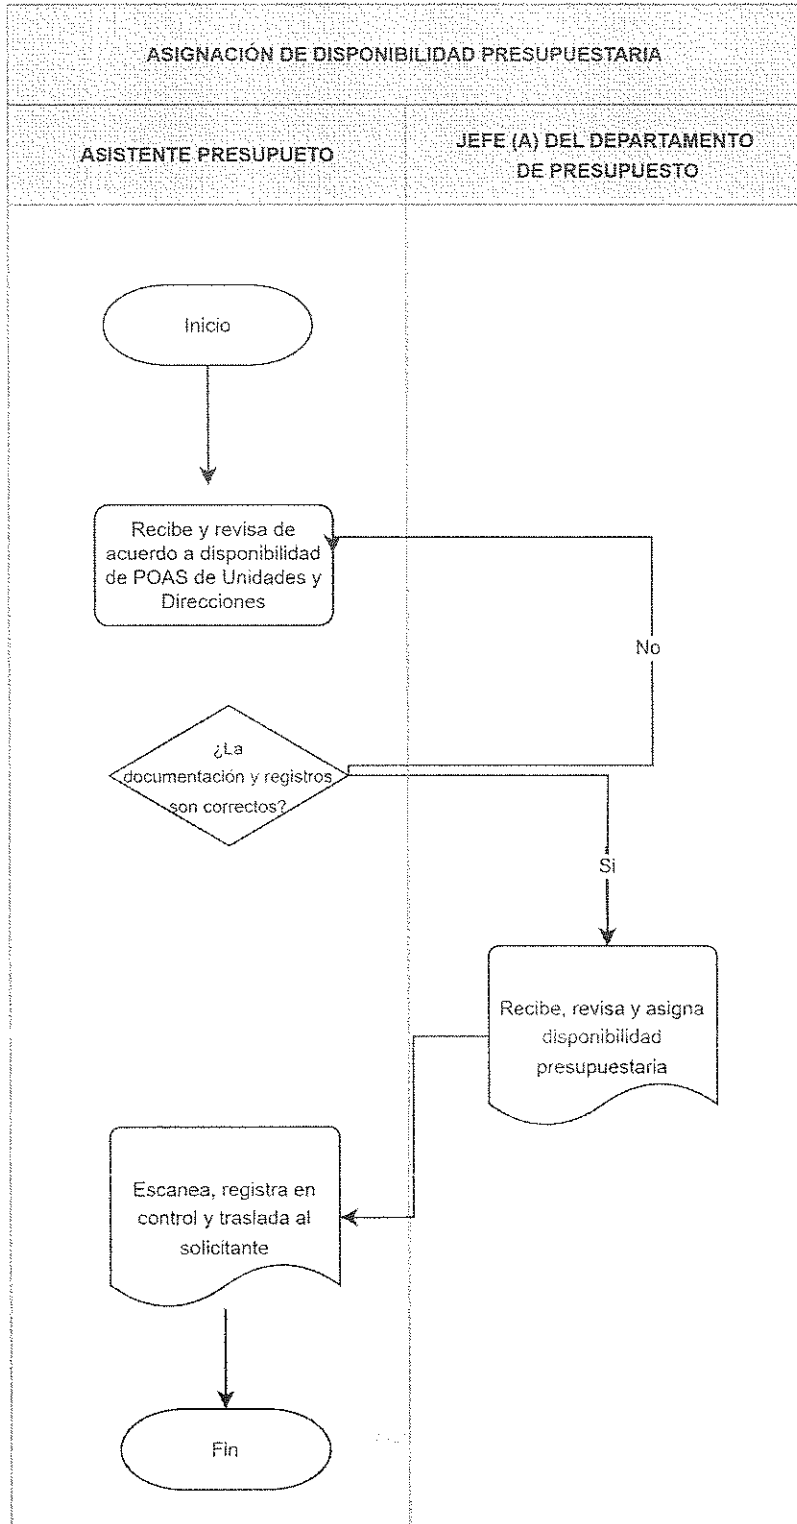 ASIGNACIÓN DE DISPONIBILIDAD PRESUPUESTARIA
ASISTENTE PRESUPUETO
JEFE (A) DEL DEPARTAMENTO
DE PRESUPUESTO
Inicio
Recibe y revisa de
acuerdo a disponibilidad
de POAS de Unidades y
Direcciones
No
¿La
documentación y registros
son correctos?
Si
Recibe, revisa y asigna
disponibilidad
presupuestaria
Escanea, registra en
control y traslada al
solicitante
Fin